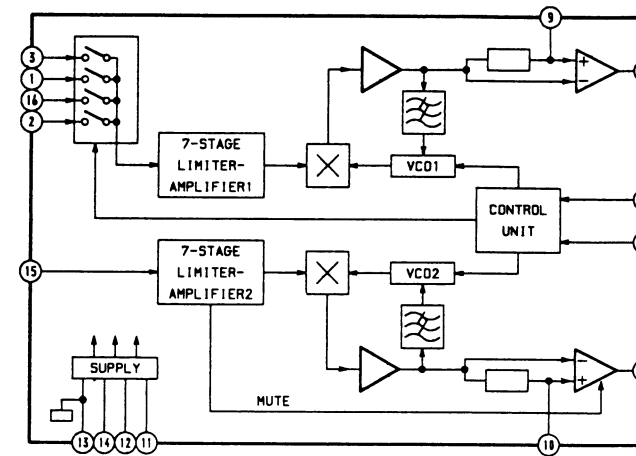 9
3
1
16
2
7-STAGE
LIMITER-
AMPLIFIER1
VCO1
CONTROL
UNIT
7-STAGE
LIMITER-
AMPLIFIER2
VCO2
15
SUPPLY
MUTE
13
14
12
11
10
+
−
−
+